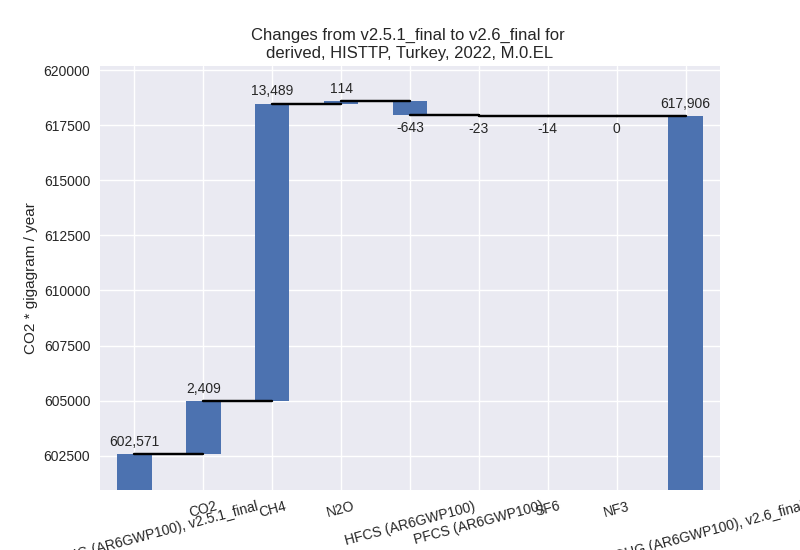 Changes from v2.5.1_final to v2.6_final for
derived, HISTTP, Turkey, 2022, M.0.EL
CO2 * gigagram / year
620000
617500
615000
612500
610000
607500
605000
602500
602,571
2,409
13,489
114
-643
-23
-14
0
617,906
(AR6GWP100), v2.5.1_final
CO2
CH4
N2O
HFCS (AR6GWP100)
PFCS (AR6GWP100)
SF6
NF3
(AR6GWP100), v2.6_final